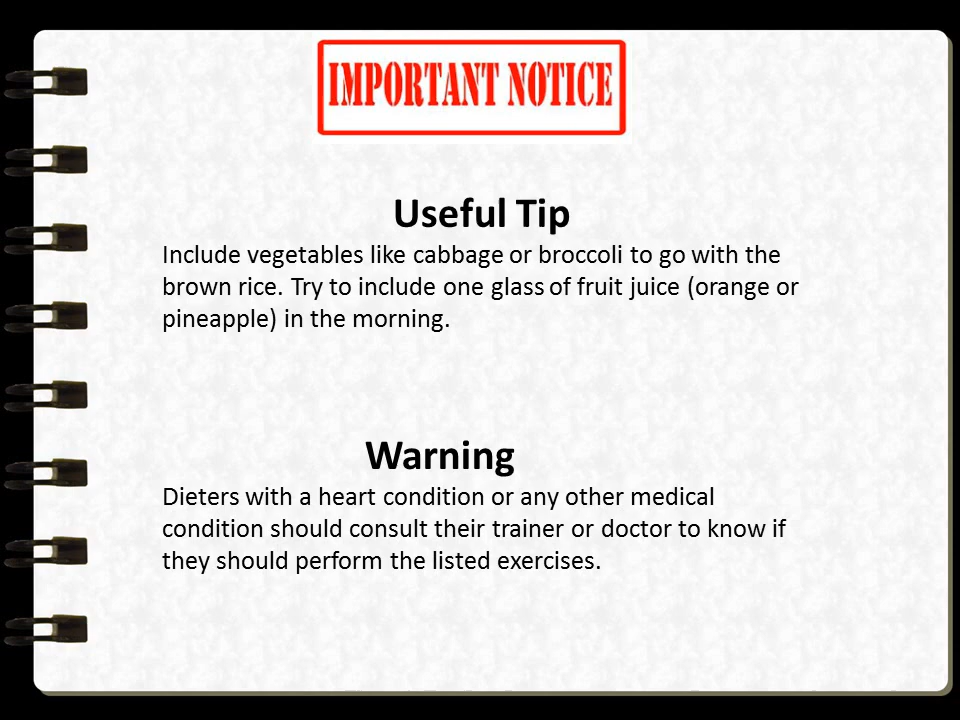 IMPORTANT NOTICE
Useful Tip
Include vegetables like cabbage or broccoli to go with the
brown rice. Try to include one glass of fruit juice (orange or
pineapple) in the morning.
Warning
Dieters with a heart condition or any other medical
condition should consult their trainer or doctor to know if
they should perform the listed exercises.